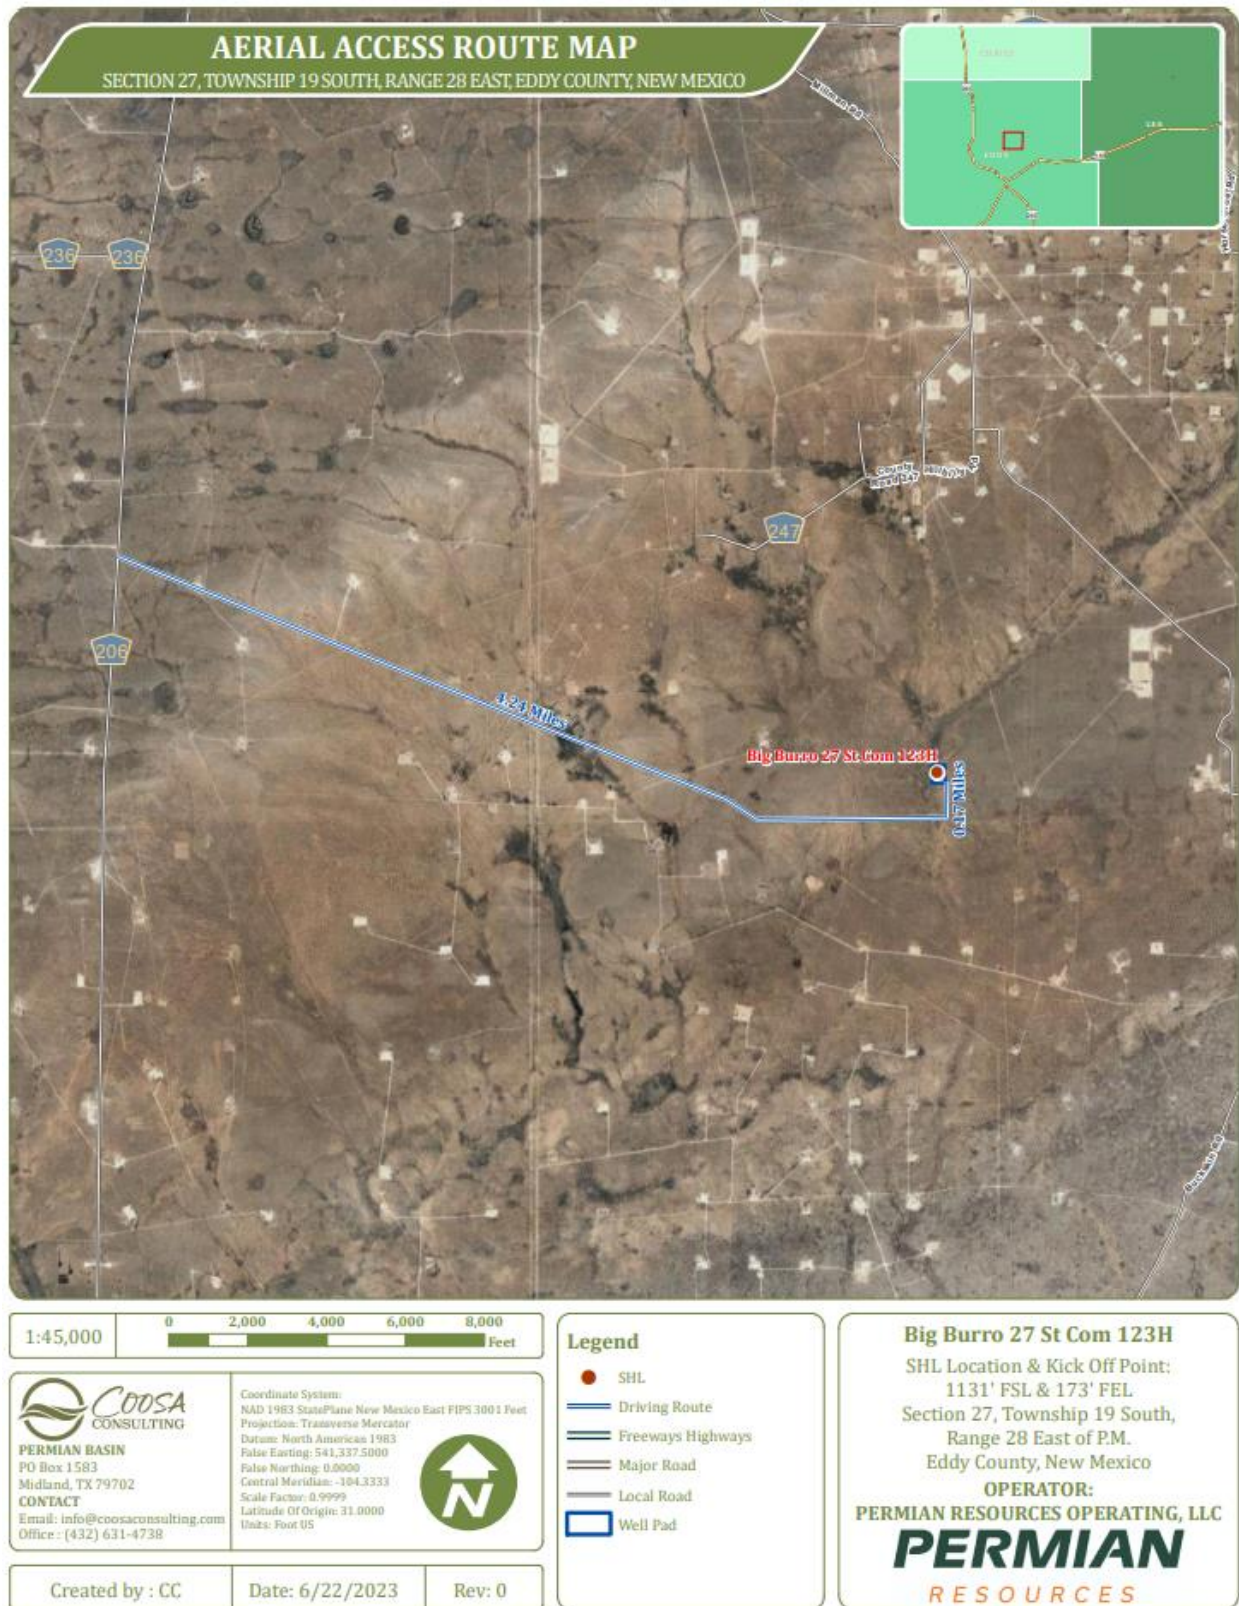 AERIAL ACCESS ROUTE MAP
SECTION 27, TOWNSHIP 19 SOUTH, RANGE 28 EAST, EDDY COUNTY, NEW MEXICO
Millman Rd
CHAVES
LEA
EDDY
236
236
County
Road 247
Hilltop Rd
247
206
4.24 Miles
Big Burro 27 St Com 123H
0.17 Miles
1:45,000
0 2,000 4,000 6,000 8,000
Feet
COOSA
CONSULTING
PERMIAN BASIN
PO Box 1583
Midland, TX 79702
CONTACT
Email: info@coosaconsulting.com
Office : (432) 631-4738
Coordinate System:
NAD 1983 StatePlane New Mexico East FIPS 3001 Feet
Projection: Transverse Mercator
Datum: North American 1983
False Easting: 541,337.5000
False Northing: 0.0000
Central Meridian: -104.3333
Scale Factor: 0.9999
Latitude Of Origin: 31.0000
Units: Foot US
N
Created by : CC
Date: 6/22/2023
Rev: 0
Legend
SHL
Driving Route
Freeways Highways
Major Road
Local Road
Well Pad
Big Burro 27 St Com 123H
SHL Location & Kick Off Point:
1131' FSL & 173' FEL
Section 27, Township 19 South,
Range 28 East of P.M.
Eddy County, New Mexico
OPERATOR:
PERMIAN RESOURCES OPERATING, LLC
PERMIAN
RESOURCES